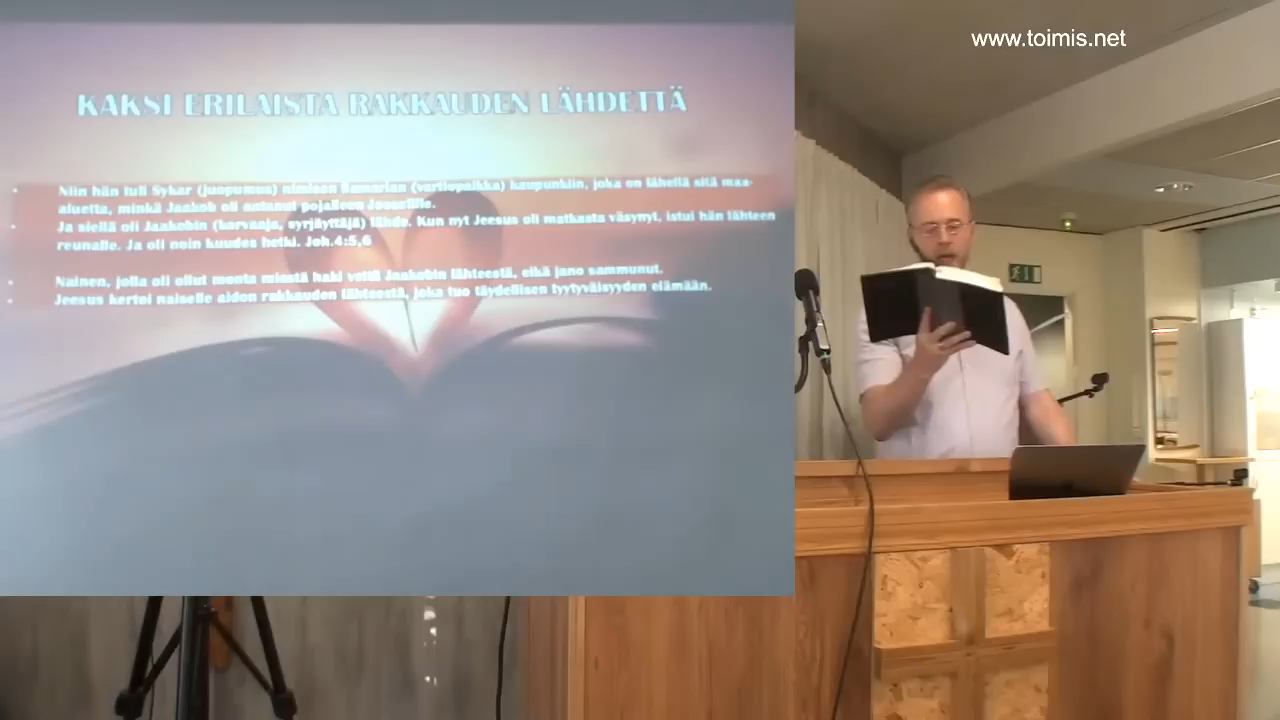 www.toimis.net
KAKSI ERILAISTA RAKKAUDEN LÄHDETTÄ
Niin hän tuli Sykar (juopumus) nimisen Samarian (vartiopaikka) kaupunkiin, joka on lähellä sitä maa-
aluetta, minkä Jaakob oli antanut pojalleen Joosefille.
Ja siellä oli Jaakobin (korvaaja, syrjäyttäjä) lähde. Kun nyt Jeesus oli matkasta väsynyt, istui hän lähteen
reunalle. Ja oli noin kuudes hetki. Joh.4:5,6
Nainen, jolla oli ollut monta miestä haki vettä Jaakobin lähteestä, eikä jano sammunut.
Jeesus kertoi naiselle aidon rakkauden lähteestä, joka tuo täydellisen tyytyväisyyden elämään.